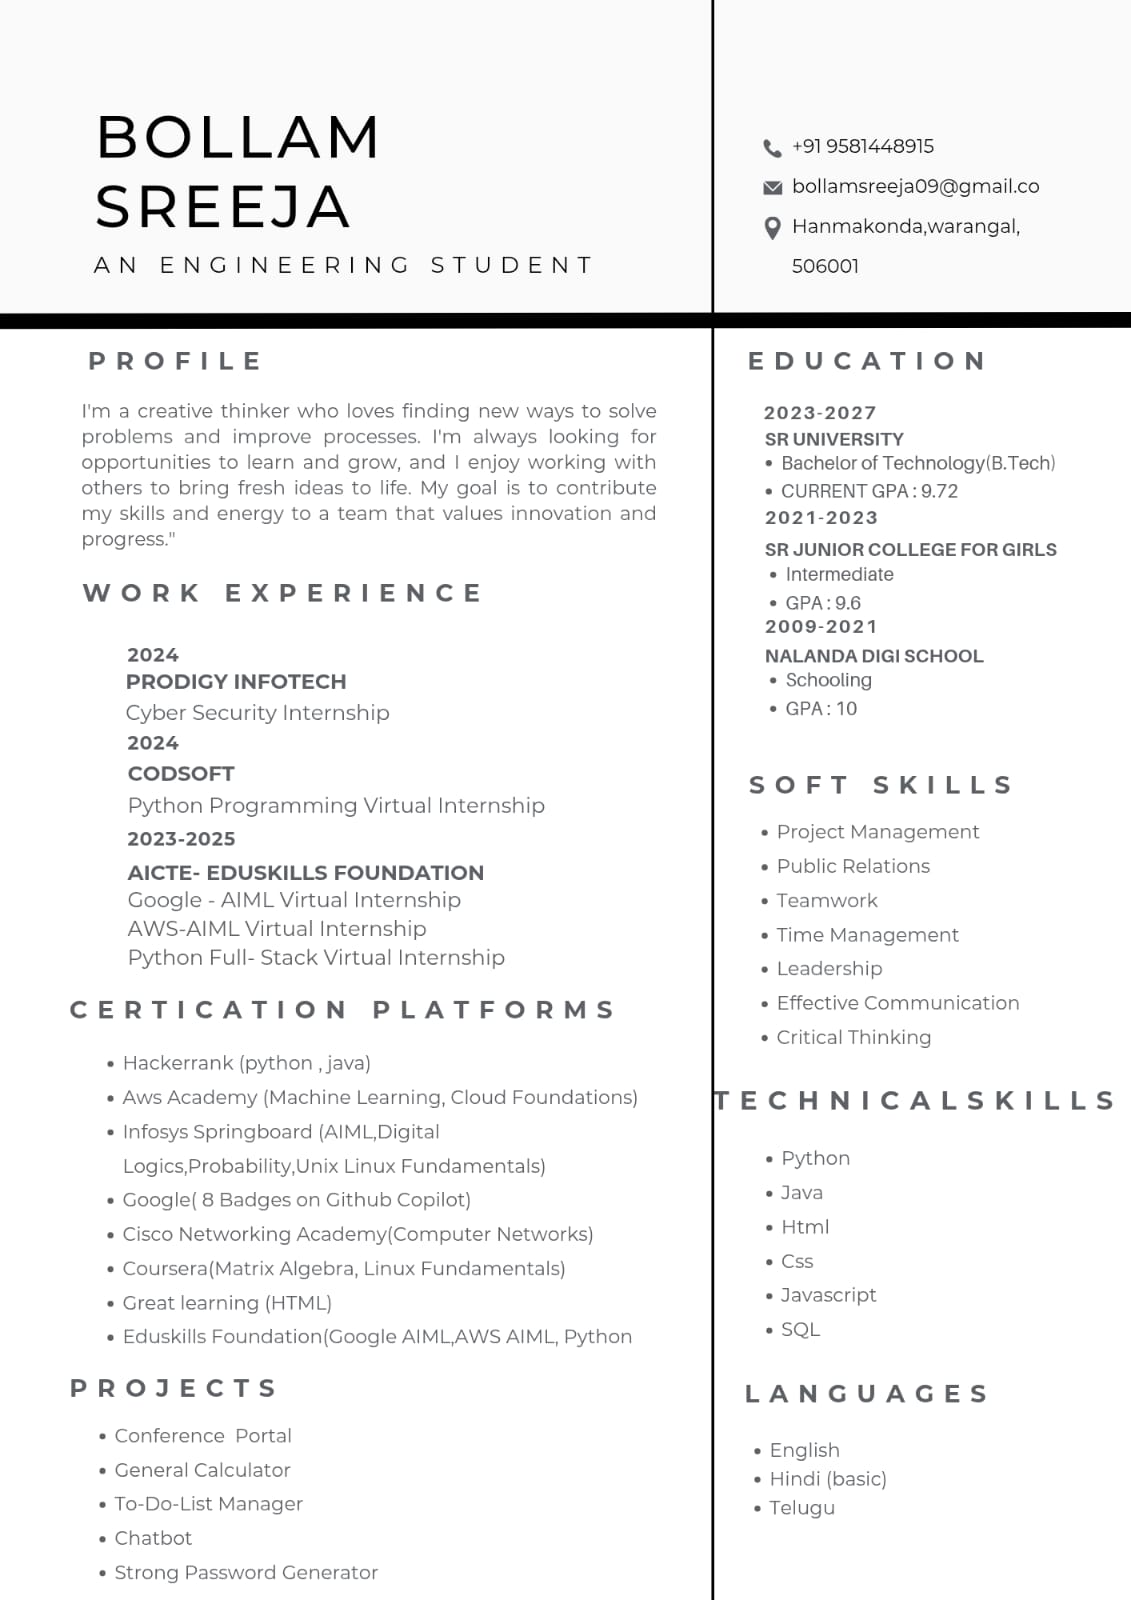 BOLLAM
SREEJA
AN ENGINEERING STUDENT
+91 9581448915
bollamsreeja09@gmail.co
Hanmakonda,warangal,
506001
PROFILE
I'm a creative thinker who loves finding new ways to solve
problems and improve processes. I'm always looking for
opportunities to learn and grow, and I enjoy working with
others to bring fresh ideas to life. My goal is to contribute
my skills and energy to a team that values innovation and
progress."
WORK EXPERIENCE
2024
PRODIGY INFOTECH
Cyber Security Internship
2024
CODSOFT
Python Programming Virtual Internship
2023-2025
AICTE- EDUSKILLS FOUNDATION
Google - AIML Virtual Internship
AWS-AIML Virtual Internship
Python Full- Stack Virtual Internship
CERTICATION PLATFORMS
• Hackerrank (python , java)
• Aws Academy (Machine Learning, Cloud Foundations)
• Infosys Springboard (AIML,Digital
Logics,Probability,Unix Linux Fundamentals)
• Google( 8 Badges on Github Copilot)
• Cisco Networking Academy(Computer Networks)
• Coursera(Matrix Algebra, Linux Fundamentals)
• Great learning (HTML)
• Eduskills Foundation(Google AIML,AWS AIML, Python
PROJECTS
• Conference Portal
• General Calculator
• To-Do-List Manager
• Chatbot
• Strong Password Generator
EDUCATION
2023-2027
SR UNIVERSITY
• Bachelor of Technology(B.Tech)
• CURRENT GPA : 9.72
2021-2023
SR JUNIOR COLLEGE FOR GIRLS
• Intermediate
• GPA : 9.6
2009-2021
NALANDA DIGI SCHOOL
• Schooling
• GPA : 10
SOFT SKILLS
• Project Management
• Public Relations
• Teamwork
• Time Management
• Leadership
• Effective Communication
• Critical Thinking
TECHNICALSKILLS
• Python
• Java
• Html
• Css
• Javascript
• SQL
LANGUAGES
• English
• Hindi (basic)
• Telugu